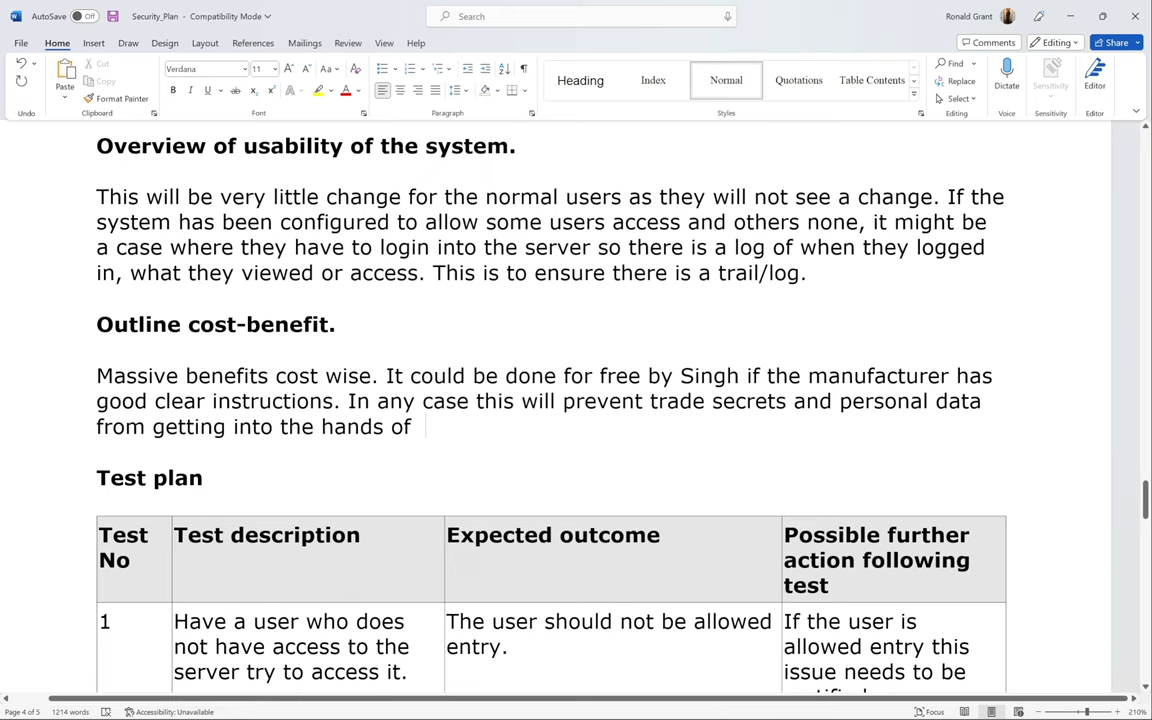 AutoSave Off Security_Plan - Compatibility Mode Search Ronald Grant
File Home Insert Draw Design Layout References Mailings Review View Help Comments Editing Share
Paste Cut Copy Format Painter
Verdana 11 Aa
B I U ab x₂ x² A A
Heading Index Normal Quotations Table Contents
Find Replace Select Dictate Sensitivity Editor
Undo Clipboard Font Paragraph Styles Editing Voice Sensitivity Editor
Overview of usability of the system.
This will be very little change for the normal users as they will not see a change. If the
system has been configured to allow some users access and others none, it might be
a case where they have to login into the server so there is a log of when they logged
in, what they viewed or access. This is to ensure there is a trail/log.
Outline cost-benefit.
Massive benefits cost wise. It could be done for free by Singh if the manufacturer has
good clear instructions. In any case this will prevent trade secrets and personal data
from getting into the hands of
Test plan
Test No
Test description
Expected outcome
Possible further
action following
test
1
Have a user who does
not have access to the
server try to access it.
The user should not be allowed
entry.
If the user is
allowed entry this
issue needs to be
Page 4 of 5 1214 words Accessibility: Unavailable Focus 210%